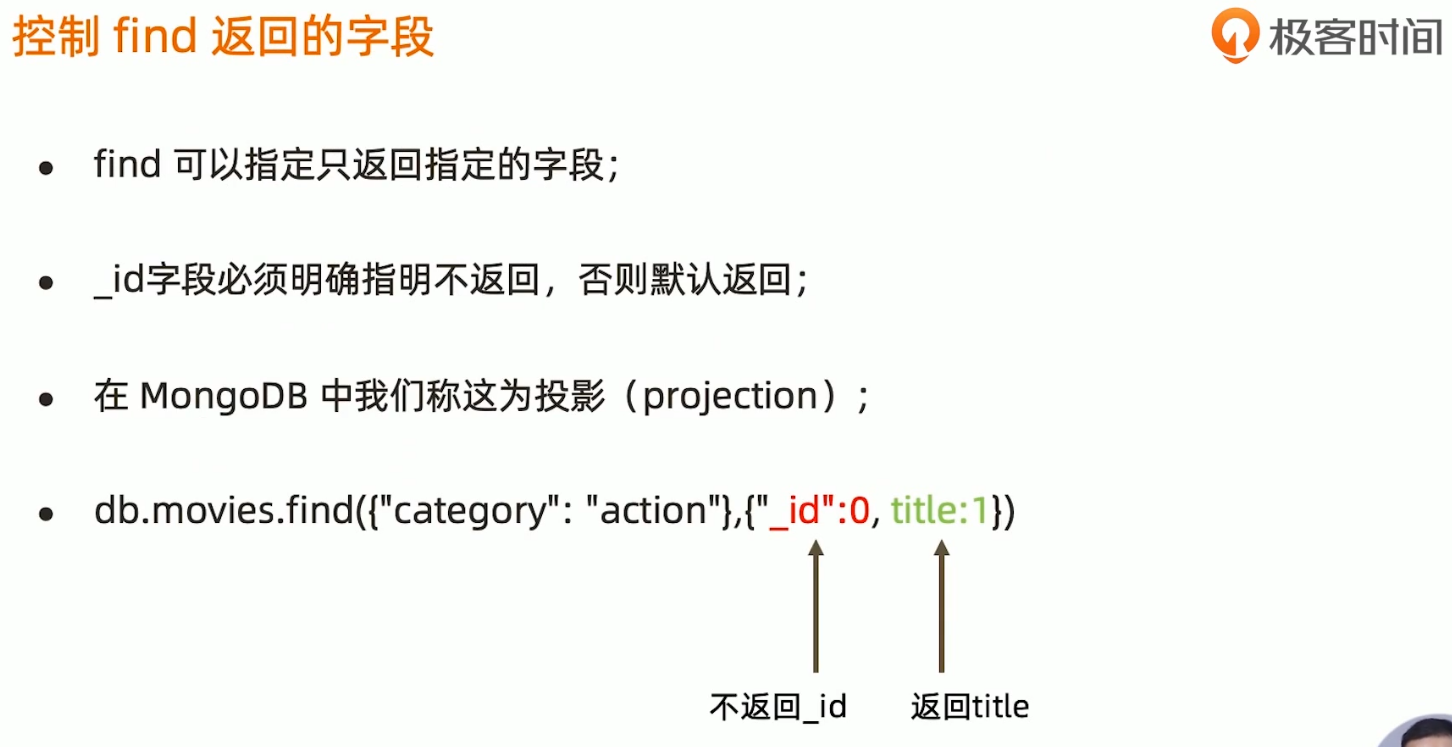 控制 find 返回的字段
极客时间
find 可以指定只返回指定的字段；
_id字段必须明确指明不返回，否则默认返回；
在 MongoDB 中我们称这为投影（projection）；
db.movies.find({"category": "action"},{"_id":0, title:1})
不返回_id
返回title